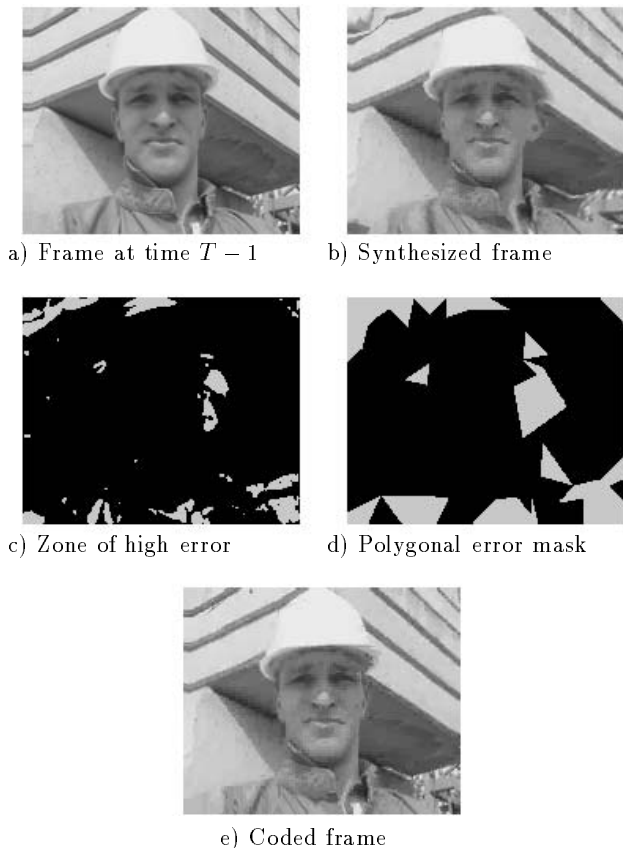 a) Frame at time T − 1
b) Synthesized frame
c) Zone of high error
d) Polygonal error mask
e) Coded frame